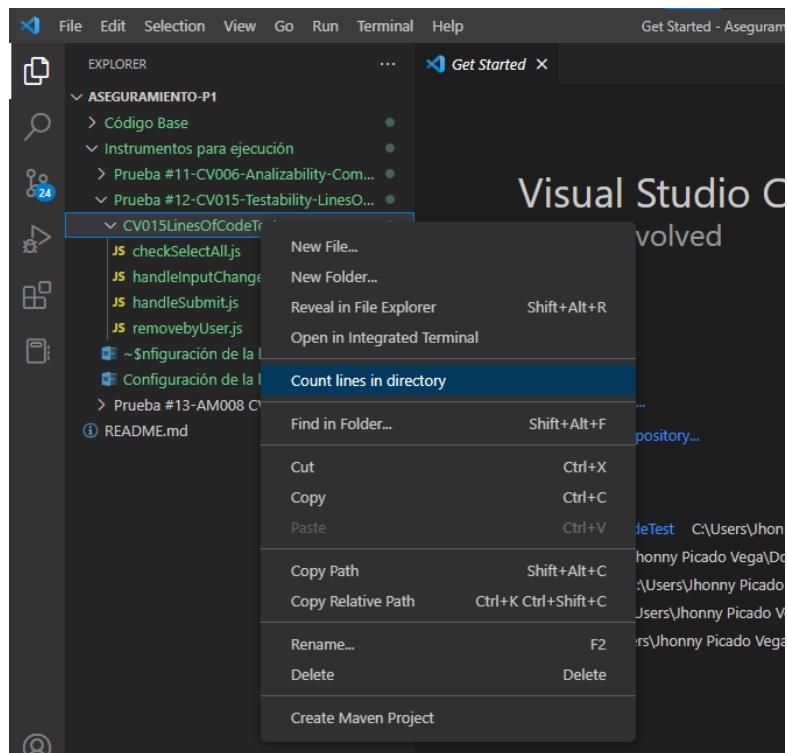 File Edit Selection View Go Run Terminal Help Get Started - Aseguram
EXPLORER ...
Get Started
ASEGURAMIENTO-P1
Código Base
Instrumentos para ejecución
Prueba #11-CV006-Analizability-Com...
Prueba #12-CV015-Testability-LinesO...
CV015LinesOfCodeTest
JS checkSelectAll.js
JS handleInputChange
JS handleSubmit.js
JS removebyUser.js
~$nfiguración de la
Configuración de la
Prueba #13-AM008 CV
README.md
24
New File...
New Folder...
Reveal in File Explorer Shift+Alt+R
Open in Integrated Terminal
Count lines in directory
Find in Folder... Shift+Alt+F
Cut Ctrl+X
Copy Ctrl+C
Paste Ctrl+V
Copy Path Shift+Alt+C
Copy Relative Path Ctrl+K Ctrl+Shift+C
Rename... F2
Delete Delete
Create Maven Project
Visual Studio C
volved
...
pository...
deTest C:\Users\Jhon
honny Picado Vega\Do
:\Users\Jhonny Picado
Users\Jhonny Picado V
rs\Jhonny Picado Vega